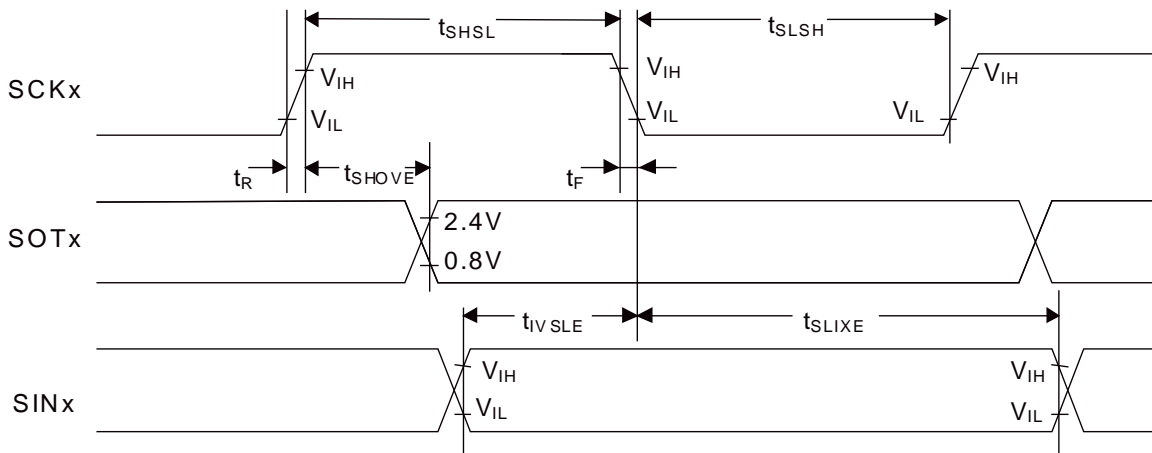 tSHSL tSLSH
SCKx VIH VIH VIH
VIL VIL VIL
tR tSHOVE tF
SOTx 2.4V
0.8V
tIVSLE tSLIXE
SINx VIH VIH
VIL VIL